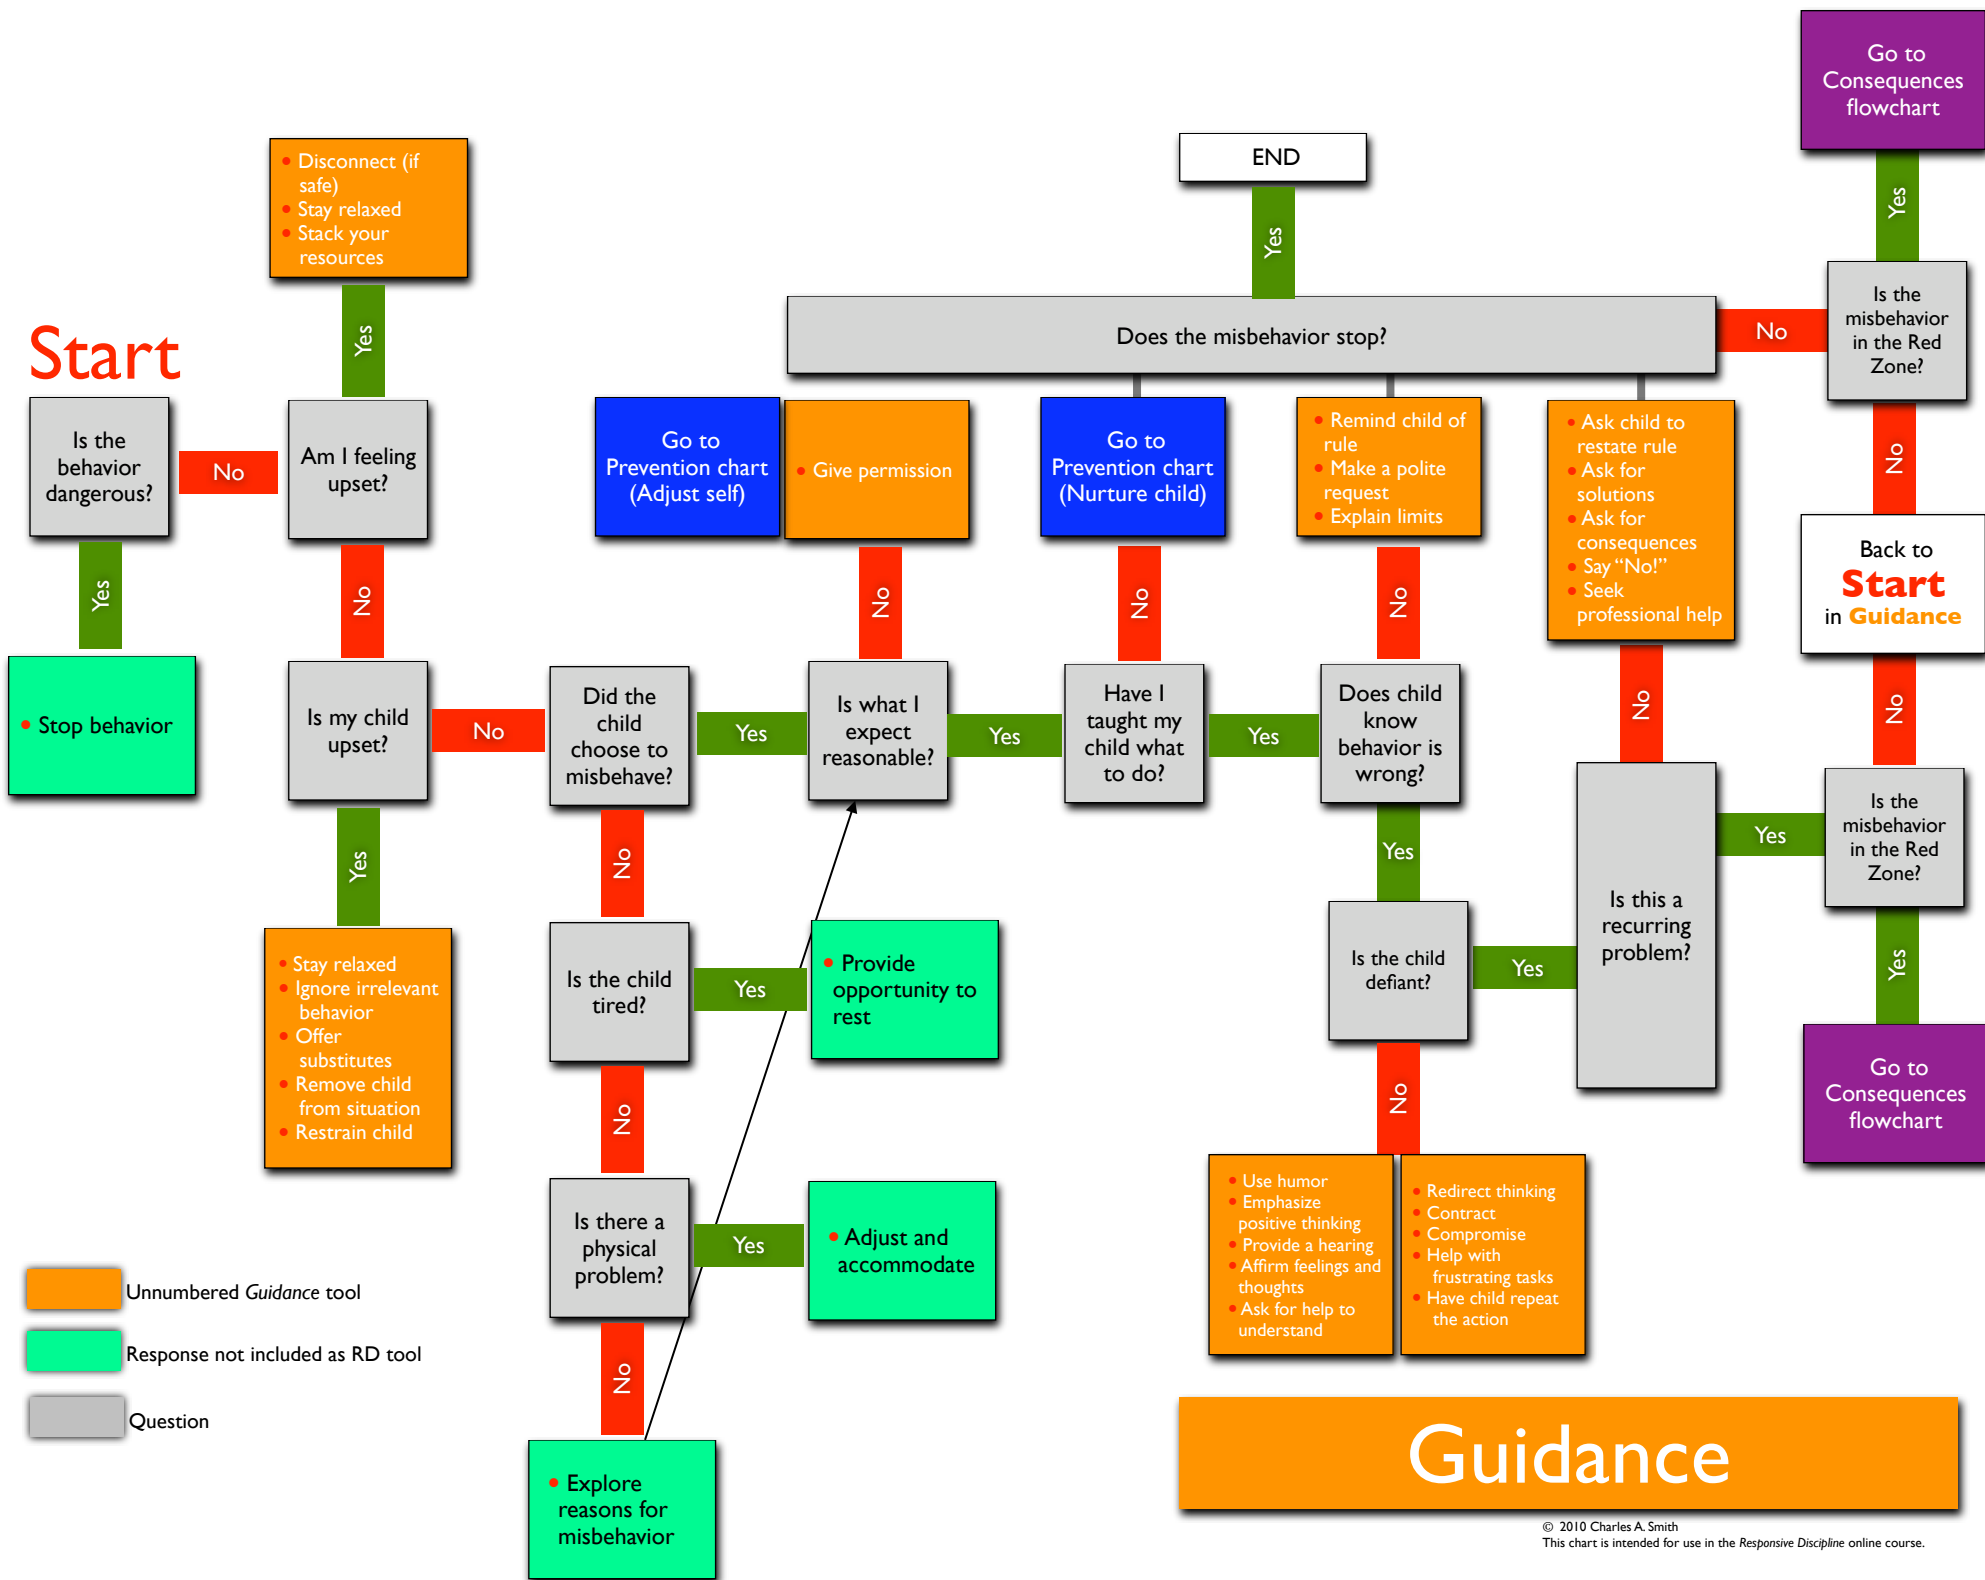 Go to
Consequences
flowchart
Yes
END
Yes
• Disconnect (if
safe)
• Stay relaxed
• Stack your
resources
Yes
Start
Does the misbehavior stop?
No
Is the
misbehavior
in the Red
Zone?
Is the
behavior
dangerous?
No
Am I feeling
upset?
Go to
Prevention chart
(Adjust self)
• Give permission
Go to
Prevention chart
(Nurture child)
• Remind child of
rule
• Make a polite
request
• Explain limits
• Ask child to
restate rule
• Ask for
solutions
• Ask for
consequences
• Say “No!”
• Seek
professional help
No
Back to
Start
in Guidance
Yes
No
No
No
No
No
No
• Stop behavior
Is my child
upset?
No
Did the
child
choose to
misbehave?
Yes
Is what I
expect
reasonable?
Yes
Have I
taught my
child what
to do?
Yes
Does child
know
behavior is
wrong?
Is this a
recurring
problem?
Yes
Is the
misbehavior
in the Red
Zone?
Yes
No
Yes
Yes
• Stay relaxed
• Ignore irrelevant
behavior
• Offer
substitutes
• Remove child
from situation
• Restrain child
Is the child
tired?
Yes
• Provide
opportunity to
rest
Is the child
defiant?
Yes
Go to
Consequences
flowchart
No
No
Is there a
physical
problem?
Yes
• Adjust and
accommodate
• Use humor
• Emphasize
positive thinking
• Provide a hearing
• Affirm feelings and
thoughts
• Ask for help to
understand
• Redirect thinking
• Contract
• Compromise
• Help with
frustrating tasks
• Have child repeat
the action
No
• Explore
reasons for
misbehavior
Unnumbered Guidance tool
Response not included as RD tool
Question
Guidance
© 2010 Charles A. Smith
This chart is intended for use in the Responsive Discipline online course.